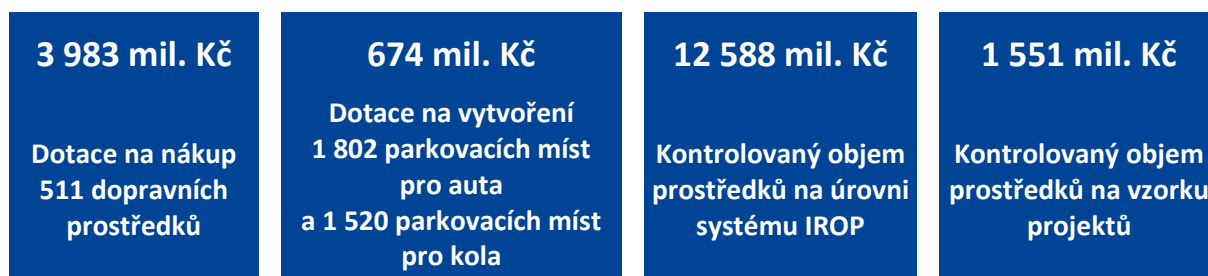 3 983 mil. Kč
Dotace na nákup
511 dopravních
prostředků
674 mil. Kč
Dotace na vytvoření
1 802 parkovacích míst
pro auta
a 1 520 parkovacích míst
pro kola
12 588 mil. Kč
Kontrolovaný objem
prostředků na úrovni
systému IROP
1 551 mil. Kč
Kontrolovaný objem
prostředků na vzorku
projektů